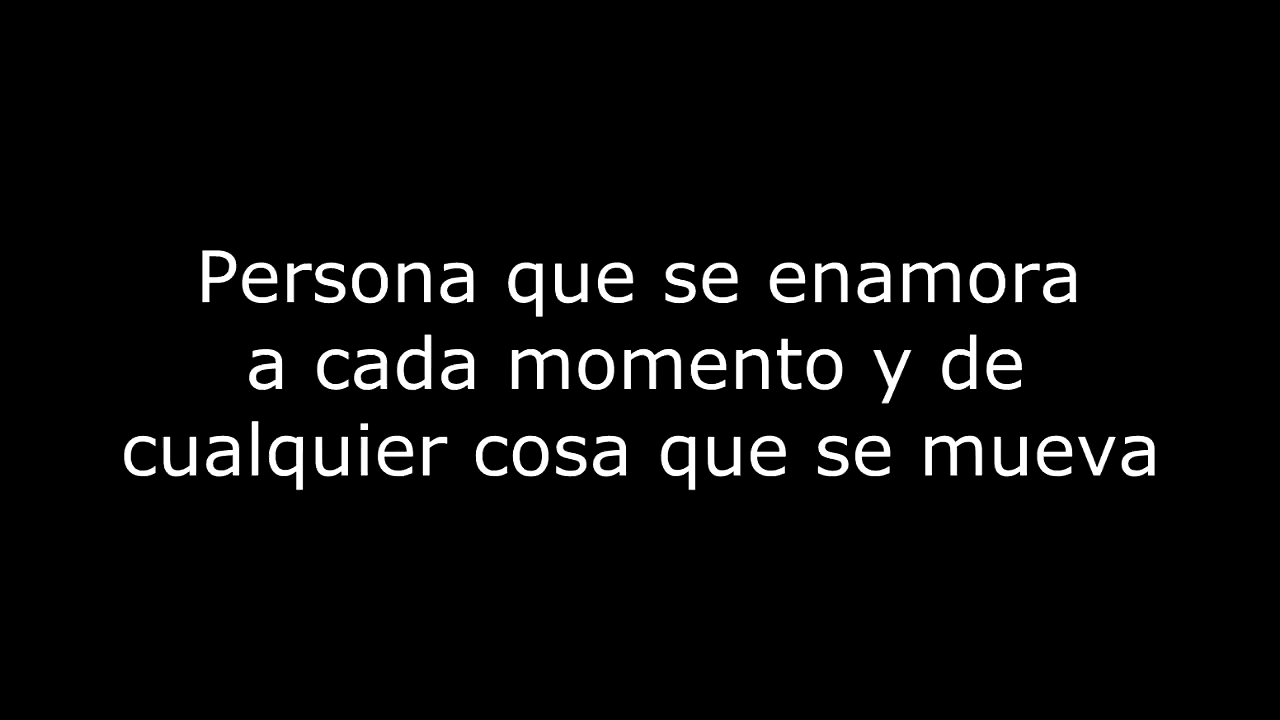 Persona que se enamora
a cada momento y de
cualquier cosa que se mueva